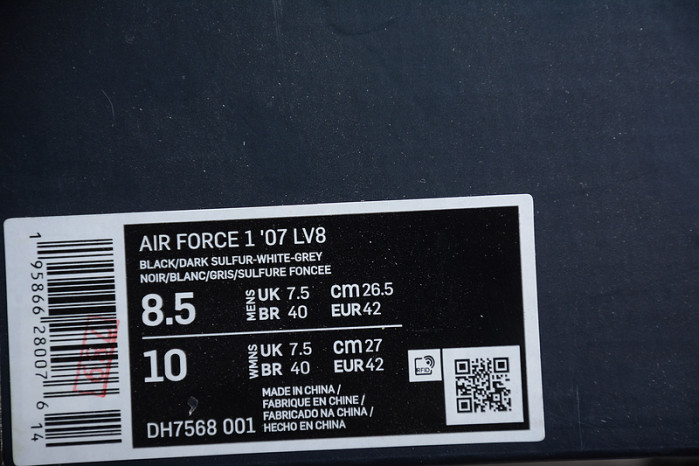 AIR FORCE 1 '07 LV8
BLACK/DARK SULFUR-WHITE-GREY
NOIR/BLANC/GRIS/SULFURE FONCEE
8.5 MENS UK 7.5 CM 26.5
BR 40 EUR 42
10 WMNS UK 7.5 CM 27
BR 40 EUR 42
MADE IN CHINA /
FABRIQUE EN CHINE /
FABRICADO NA CHINA /
HECHO EN CHINA
DH7568 001
RFID
1 95866 28007 6 14